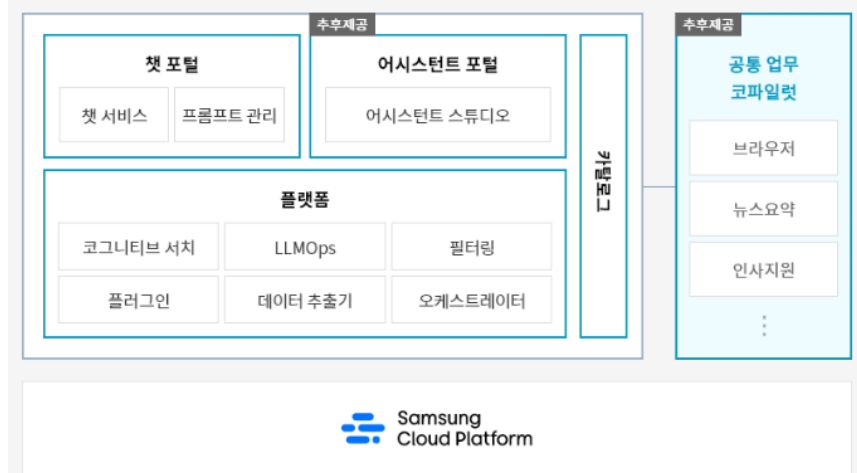 추후제공
챗 포털
챗 서비스
프롬프트 관리
어시스턴트 포털
어시스턴트 스튜디오
플랫폼
코그니티브 서치
LLMOps
필터링
플러그인
데이터 추출기
오케스트레이터
카탈로그
추후제공
공통 업무
코파일럿
브라우저
뉴스요약
인사지원
Samsung
Cloud Platform